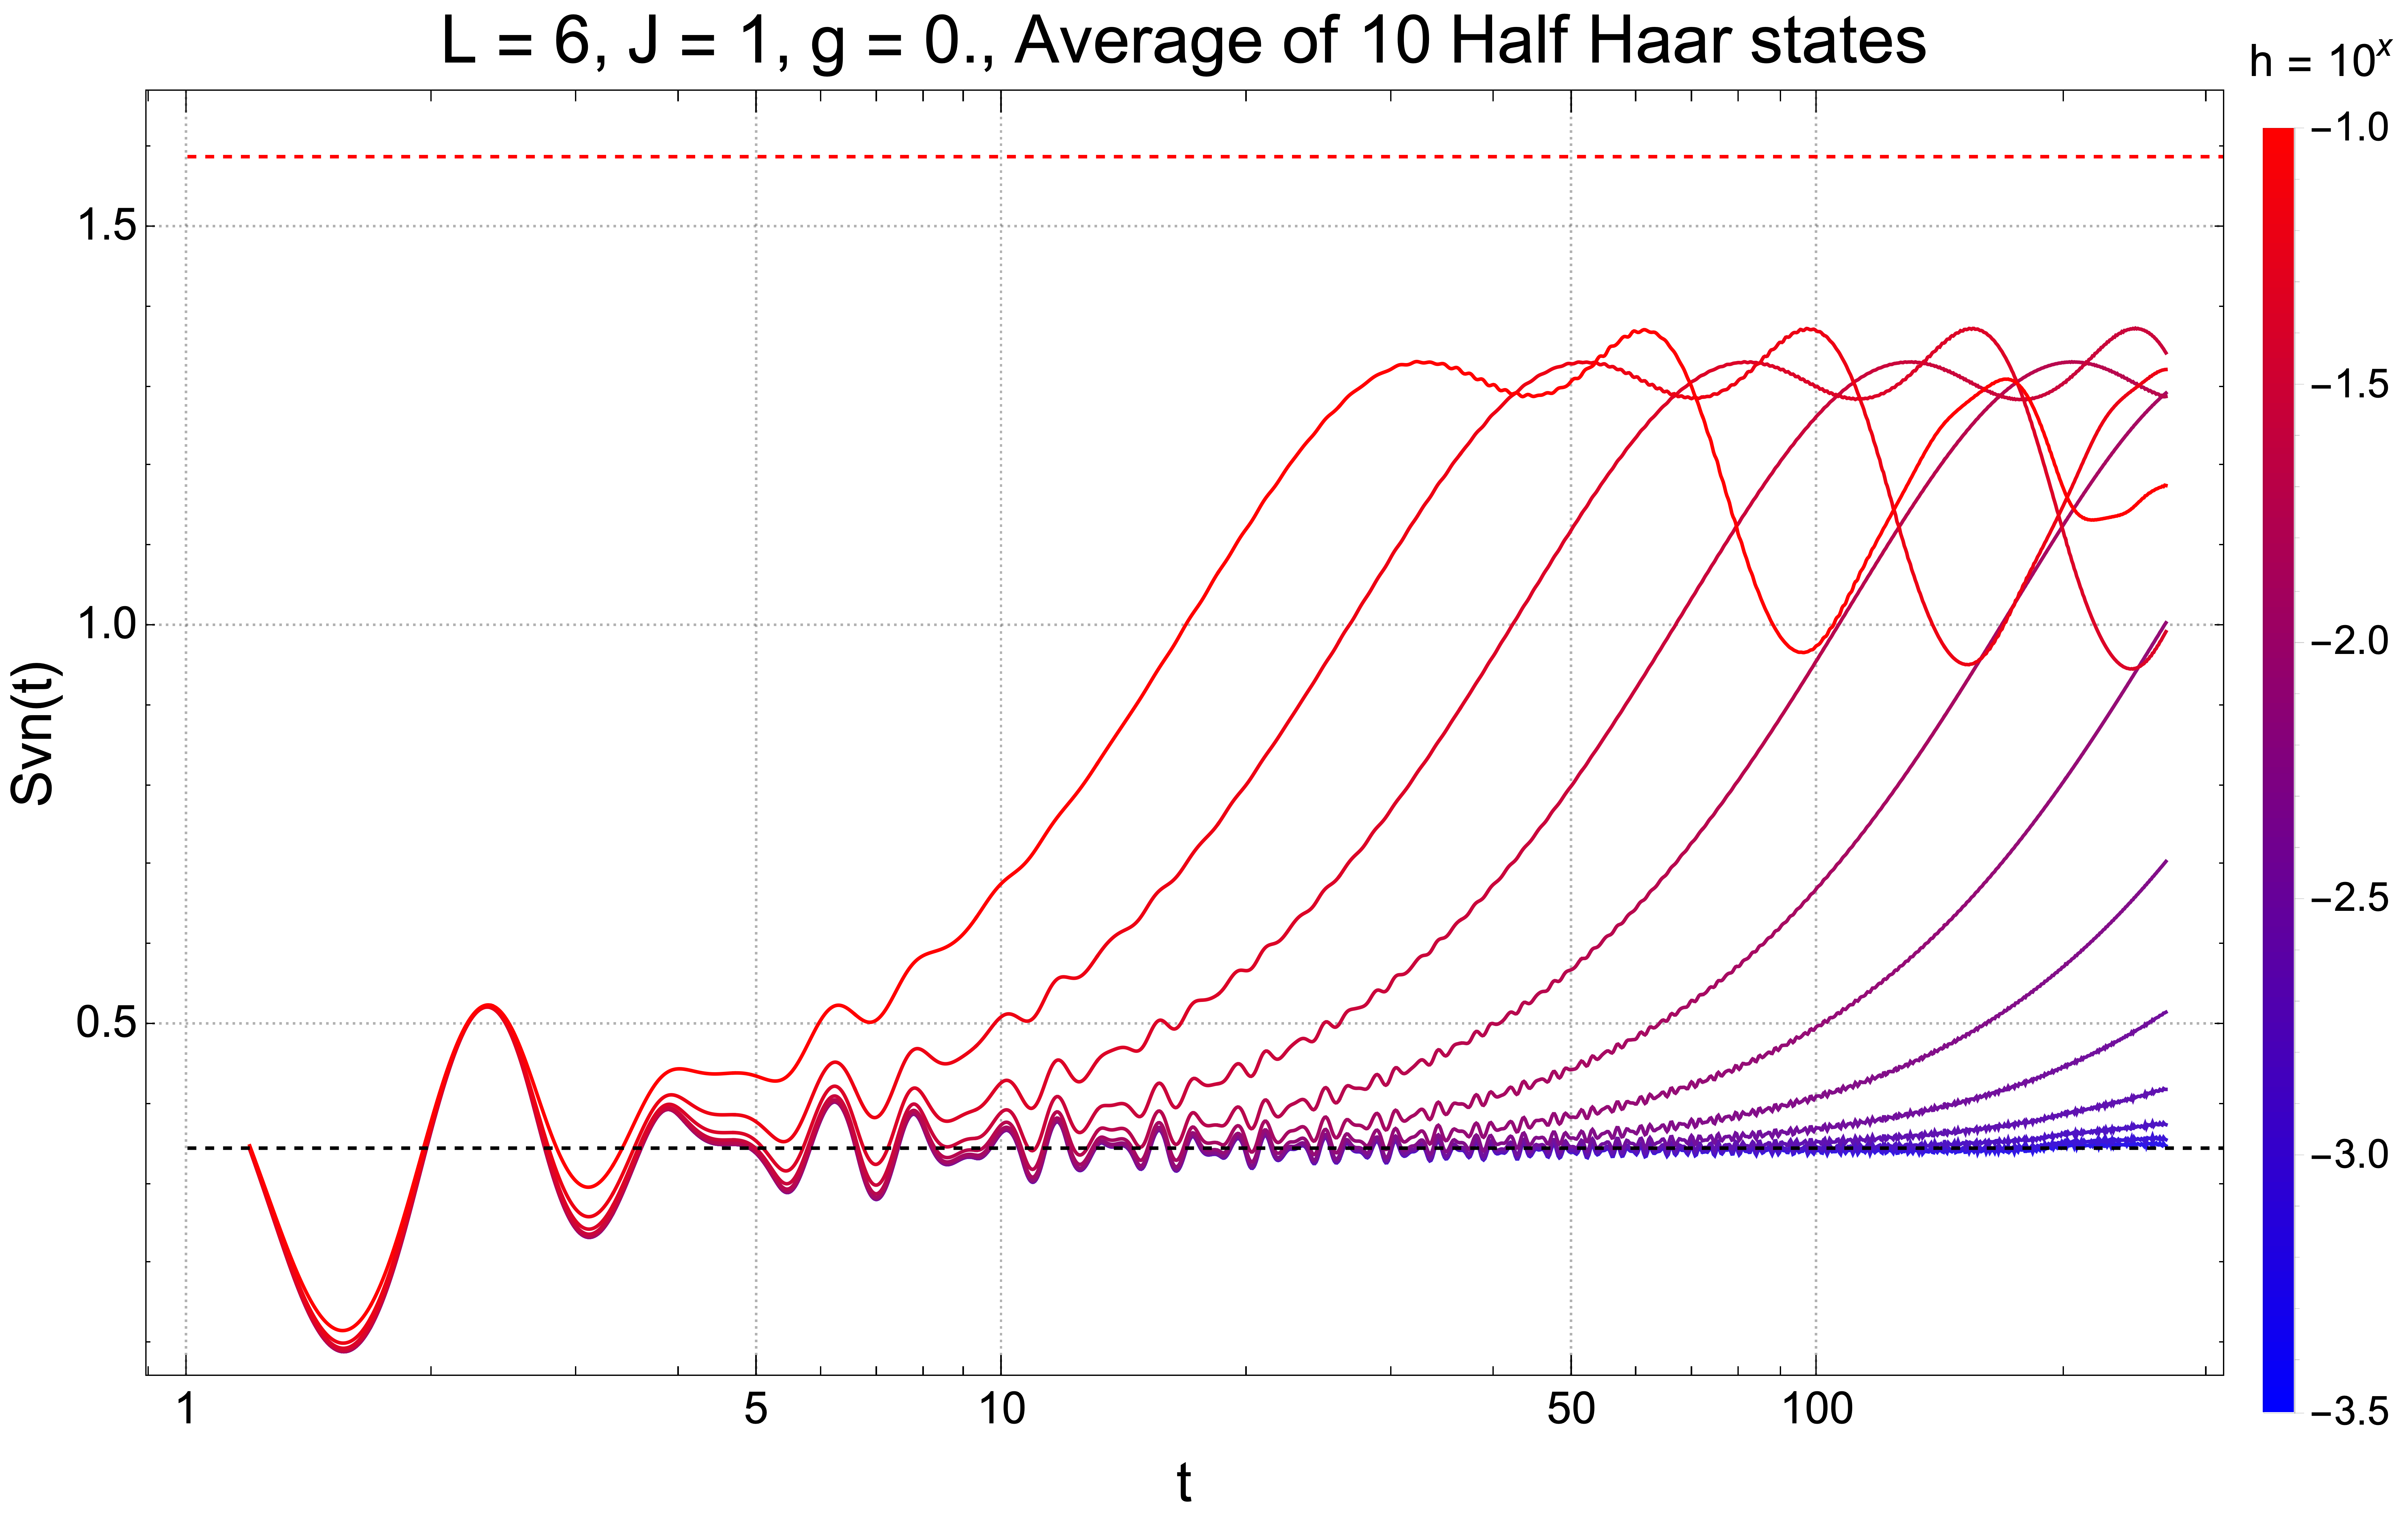 L = 6, J = 1, g = 0., Average of 10 Half Haar states
h = 10^x
−1.0
−1.5
−2.0
−2.5
−3.0
−3.5
1.5
1.0
0.5
Svn(t)
1 5 10 50 100
t